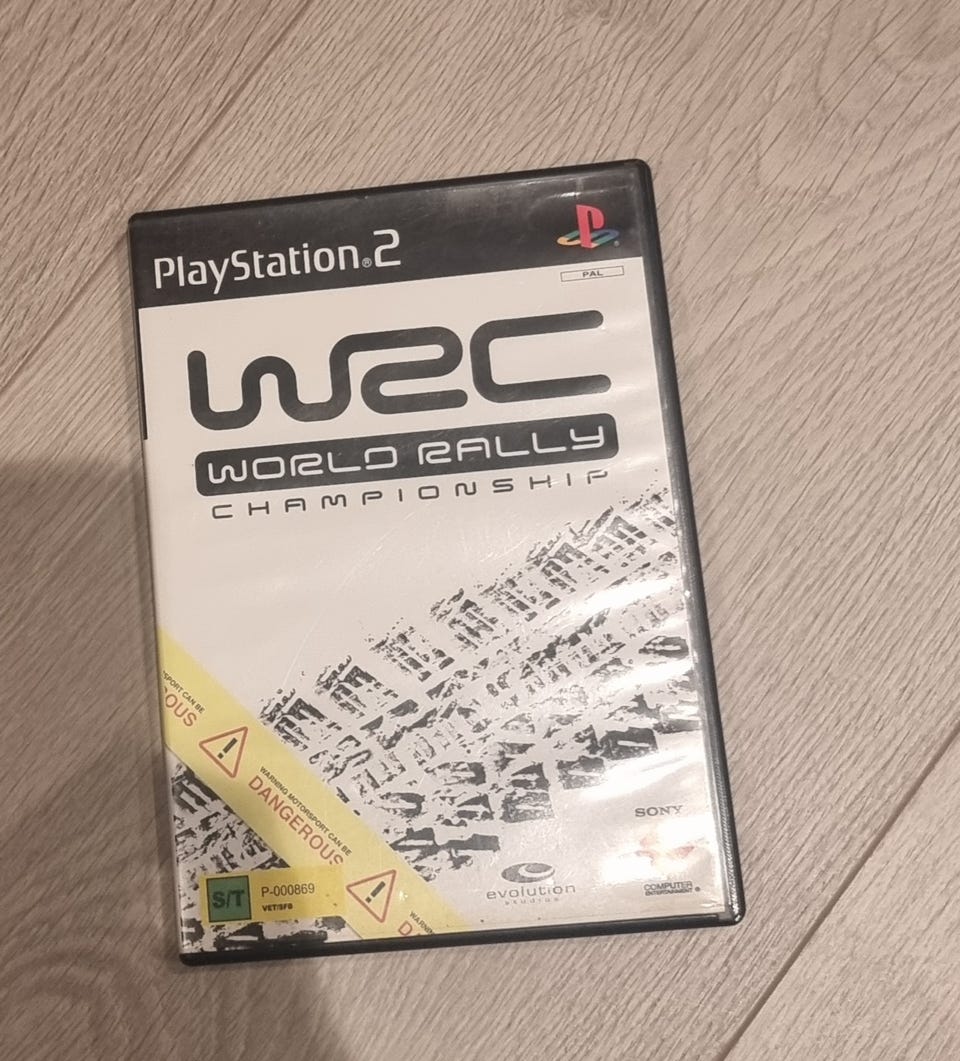 PlayStation®2
PAL
WRC
WORLD RALLY
CHAMPIONSHIP
SPORT CAN BE
OUS
WARNING MOTORSPORT CAN BE
DANGEROUS
S/T
P-000869
VET/SFB
WARNIN
D
evolution
studios
SONY
COMPUTER
ENTERTAINMENT®